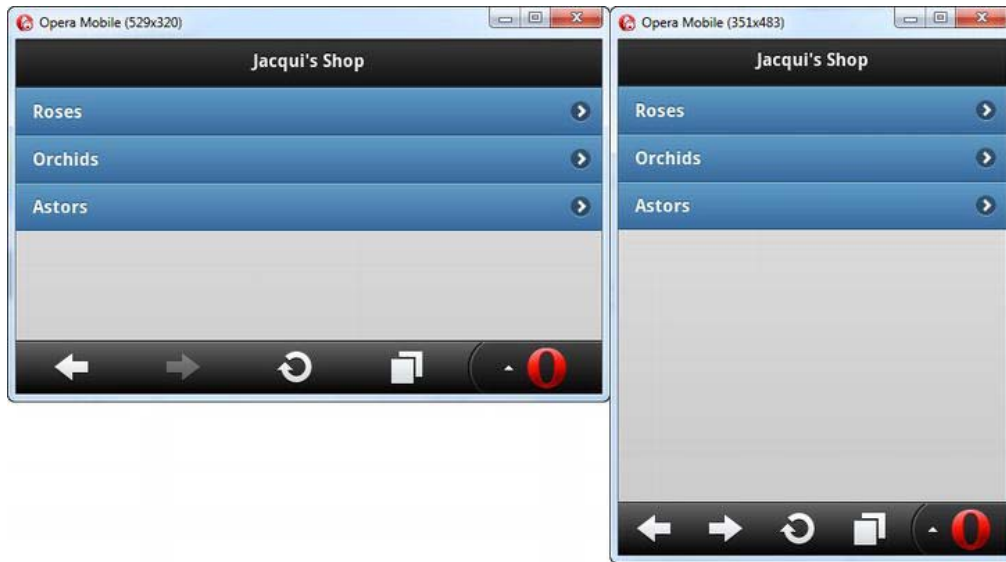 Opera Mobile (529x320)
Jacqui's Shop
Roses
Orchids
Astors
Opera Mobile (351x483)
Jacqui's Shop
Roses
Orchids
Astors